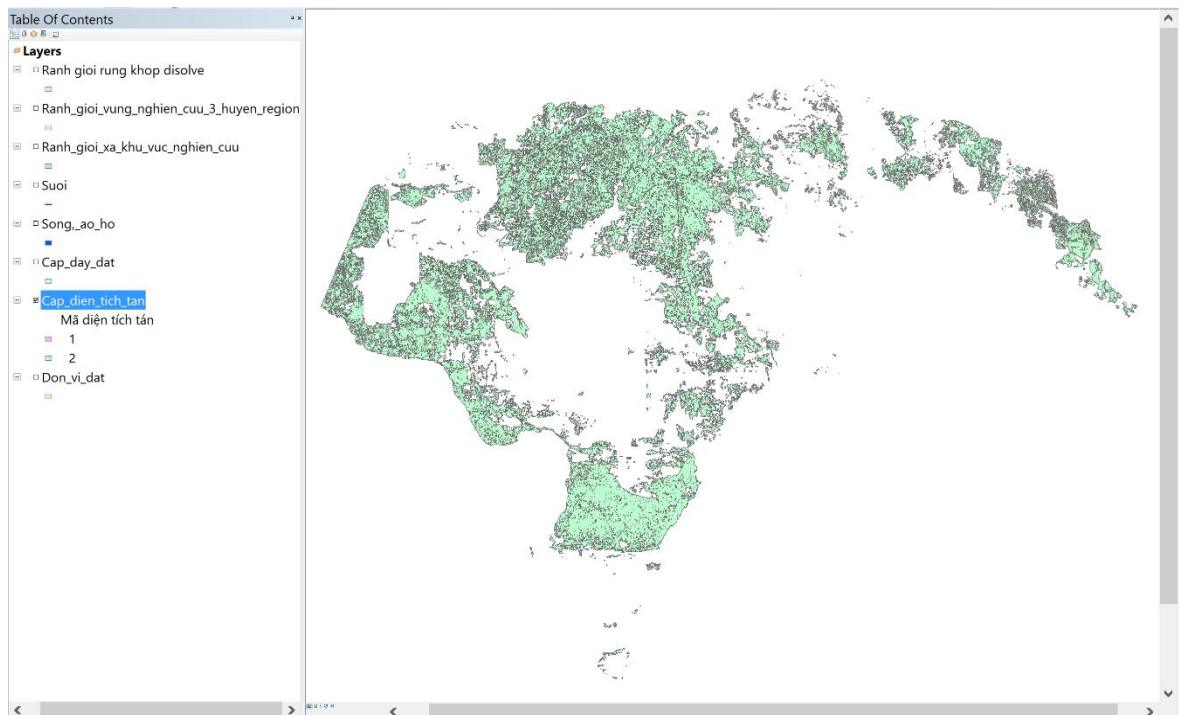 Table Of Contents
Layers
Ranh gioi rung khop disolve
Ranh_gioi_vung_nghien_cuu_3_huyen_region
Ranh_gioi_xa_khu_vuc_nghien_cuu
Suoi
Song,_ao_ho
Cap_day_dat
Cap_dien_tich_tan
Mã diện tích tán
1
2
Don_vi_dat